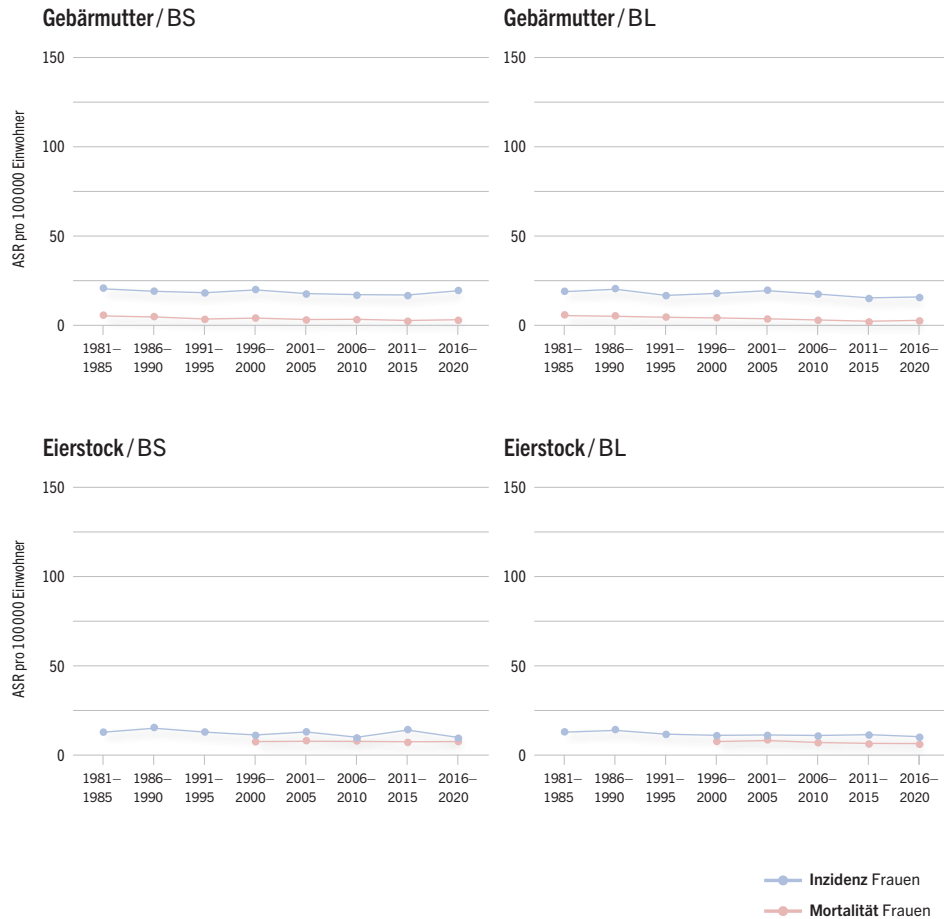 Gebärmutter / BS
150
100
50
0
ASR pro 100 000 Einwohner
1981– 1986– 1991– 1996– 2001– 2006– 2011– 2016–
1985 1990 1995 2000 2005 2010 2015 2020
Gebärmutter / BL
150
100
50
0
1981– 1986– 1991– 1996– 2001– 2006– 2011– 2016–
1985 1990 1995 2000 2005 2010 2015 2020
Eierstock / BS
150
100
50
0
ASR pro 100 000 Einwohner
1981– 1986– 1991– 1996– 2001– 2006– 2011– 2016–
1985 1990 1995 2000 2005 2010 2015 2020
Eierstock / BL
150
100
50
0
1981– 1986– 1991– 1996– 2001– 2006– 2011– 2016–
1985 1990 1995 2000 2005 2010 2015 2020
Inzidenz Frauen
Mortalität Frauen